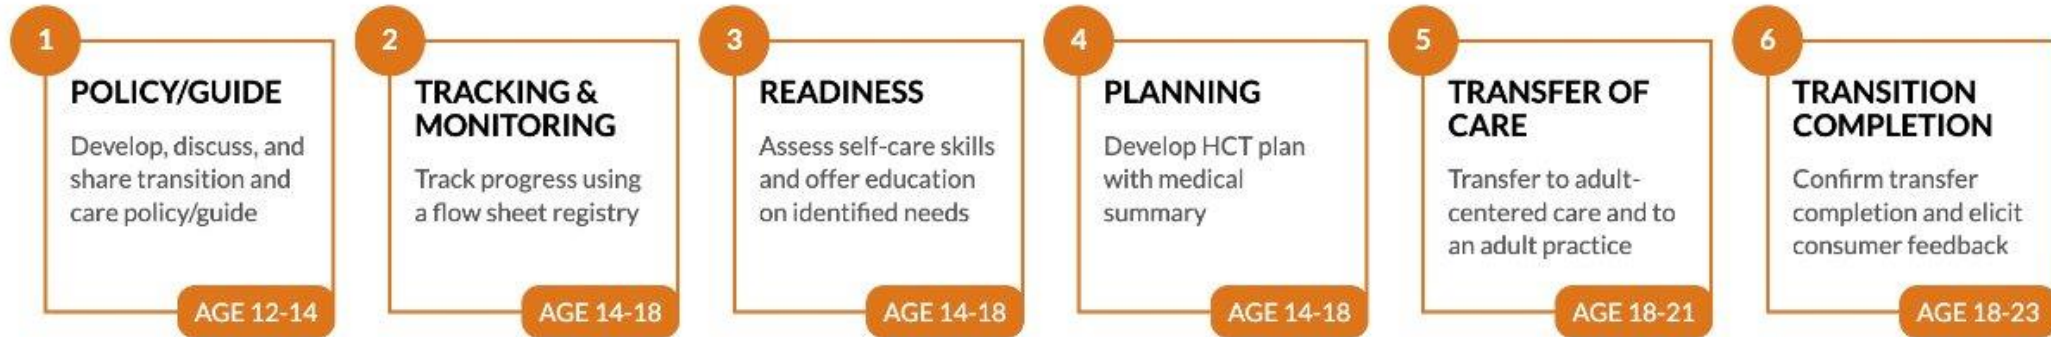 1
POLICY/GUIDE
Develop, discuss, and
share transition and
care policy/guide
AGE 12-14
2
TRACKING &
MONITORING
Track progress using
a flow sheet registry
AGE 14-18
3
READINESS
Assess self-care skills
and offer education
on identified needs
AGE 14-18
4
PLANNING
Develop HCT plan
with medical
summary
AGE 14-18
5
TRANSFER OF
CARE
Transfer to adult-
centered care and to
an adult practice
AGE 18-21
6
TRANSITION
COMPLETION
Confirm transfer
completion and elicit
consumer feedback
AGE 18-23